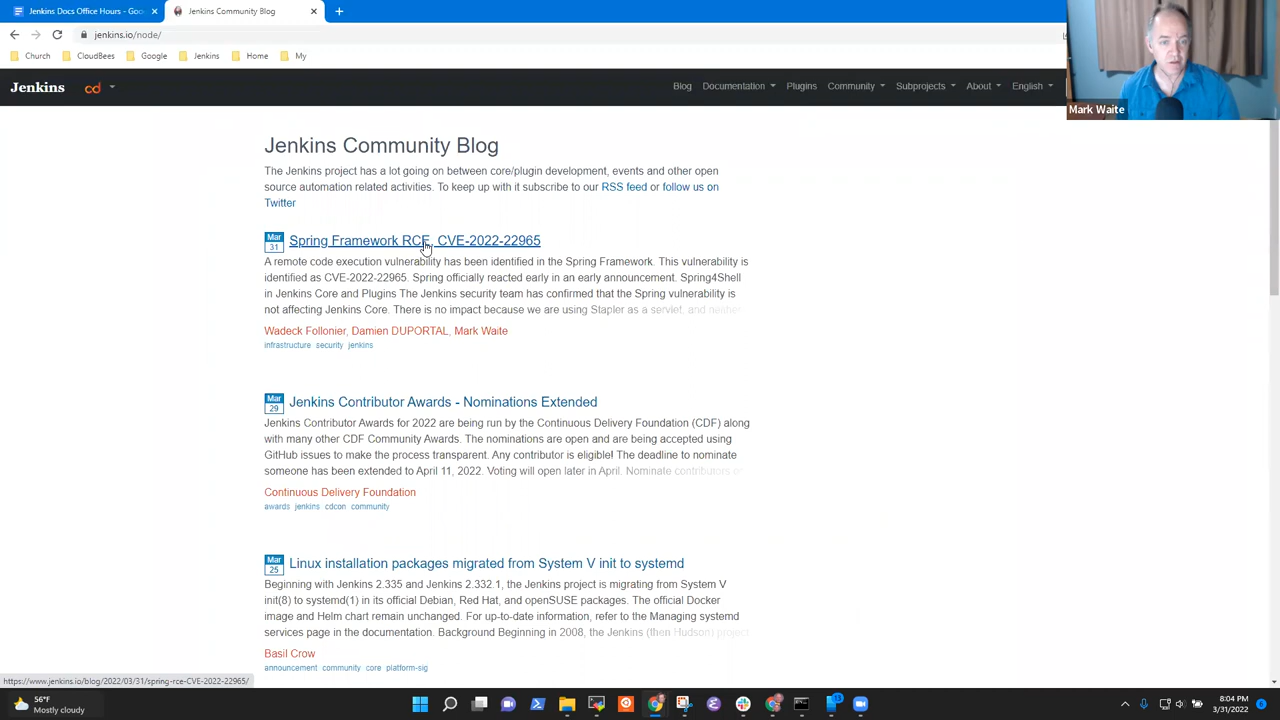 Jenkins Docs Office Hours - Goo
Jenkins Community Blog
jenkins.io/node/
Church
CloudBees
Google
Jenkins
Home
My
Jenkins
cd
Blog
Documentation
Plugins
Community
Subprojects
About
English
Mark Waite
Jenkins Community Blog
The Jenkins project has a lot going on between core/plugin development, events and other open
source automation related activities. To keep up with it subscribe to our RSS feed or follow us on
Twitter
Mar
31
Spring Framework RCE, CVE-2022-22965
A remote code execution vulnerability has been identified in the Spring Framework. This vulnerability is
identified as CVE-2022-22965. Spring officially reacted early in an early announcement. Spring4Shell
in Jenkins Core and Plugins The Jenkins security team has confirmed that the Spring vulnerability is
not affecting Jenkins Core. There is no impact because we are using Stapler as a servlet, and neither
Wadeck Follonier, Damien DUPORTAL, Mark Waite
infrastructure security jenkins
Mar
29
Jenkins Contributor Awards - Nominations Extended
Jenkins Contributor Awards for 2022 are being run by the Continuous Delivery Foundation (CDF) along
with many other CDF Community Awards. The nominations are open and are being accepted using
GitHub issues to make the process transparent. Any contributor is eligible! The deadline to nominate
someone has been extended to April 11, 2022. Voting will open later in April. Nominate contributors or
Continuous Delivery Foundation
awards jenkins cdcon community
Mar
25
Linux installation packages migrated from System V init to systemd
Beginning with Jenkins 2.335 and Jenkins 2.332.1, the Jenkins project is migrating from System V
init(8) to systemd(1) in its official Debian, Red Hat, and openSUSE packages. The official Docker
image and Helm chart remain unchanged. For up-to-date information, refer to the Managing systemd
services page in the documentation. Background Beginning in 2008, the Jenkins (then Hudson) project
Basil Crow
announcement community core platform-sig
https://www.jenkins.io/blog/2022/03/31/spring-rce-CVE-2022-22965/
56°F
Mostly cloudy
13
8:04 PM
3/31/2022